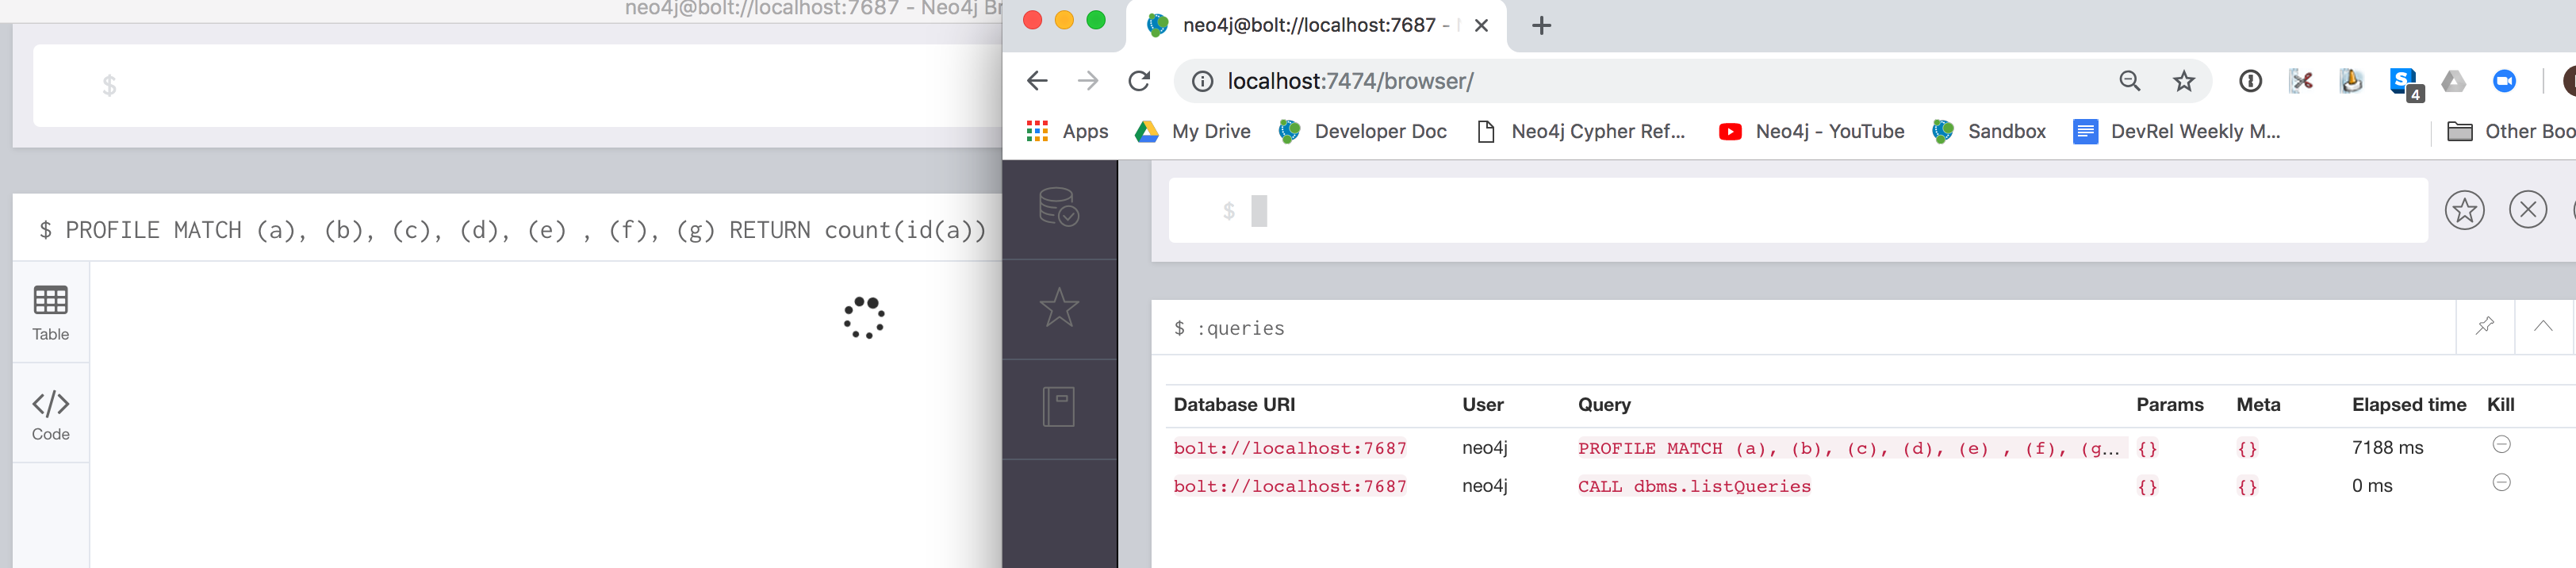 neo4j@bolt://localhost:7687 - Neo4j Br
$
$ PROFILE MATCH (a), (b), (c), (d), (e) , (f), (g) RETURN count(id(a))
Table
Code
neo4j@bolt://localhost:7687 -
localhost:7474/browser/
4
Apps My Drive Developer Doc Neo4j Cypher Ref... Neo4j - YouTube Sandbox DevRel Weekly M... Other Boo
$
$ :queries
Database URI User Query Params Meta Elapsed time Kill
bolt://localhost:7687 neo4j PROFILE MATCH (a), (b), (c), (d), (e) , (f), (g... {} {} 7188 ms
bolt://localhost:7687 neo4j CALL dbms.listQueries {} {} 0 ms